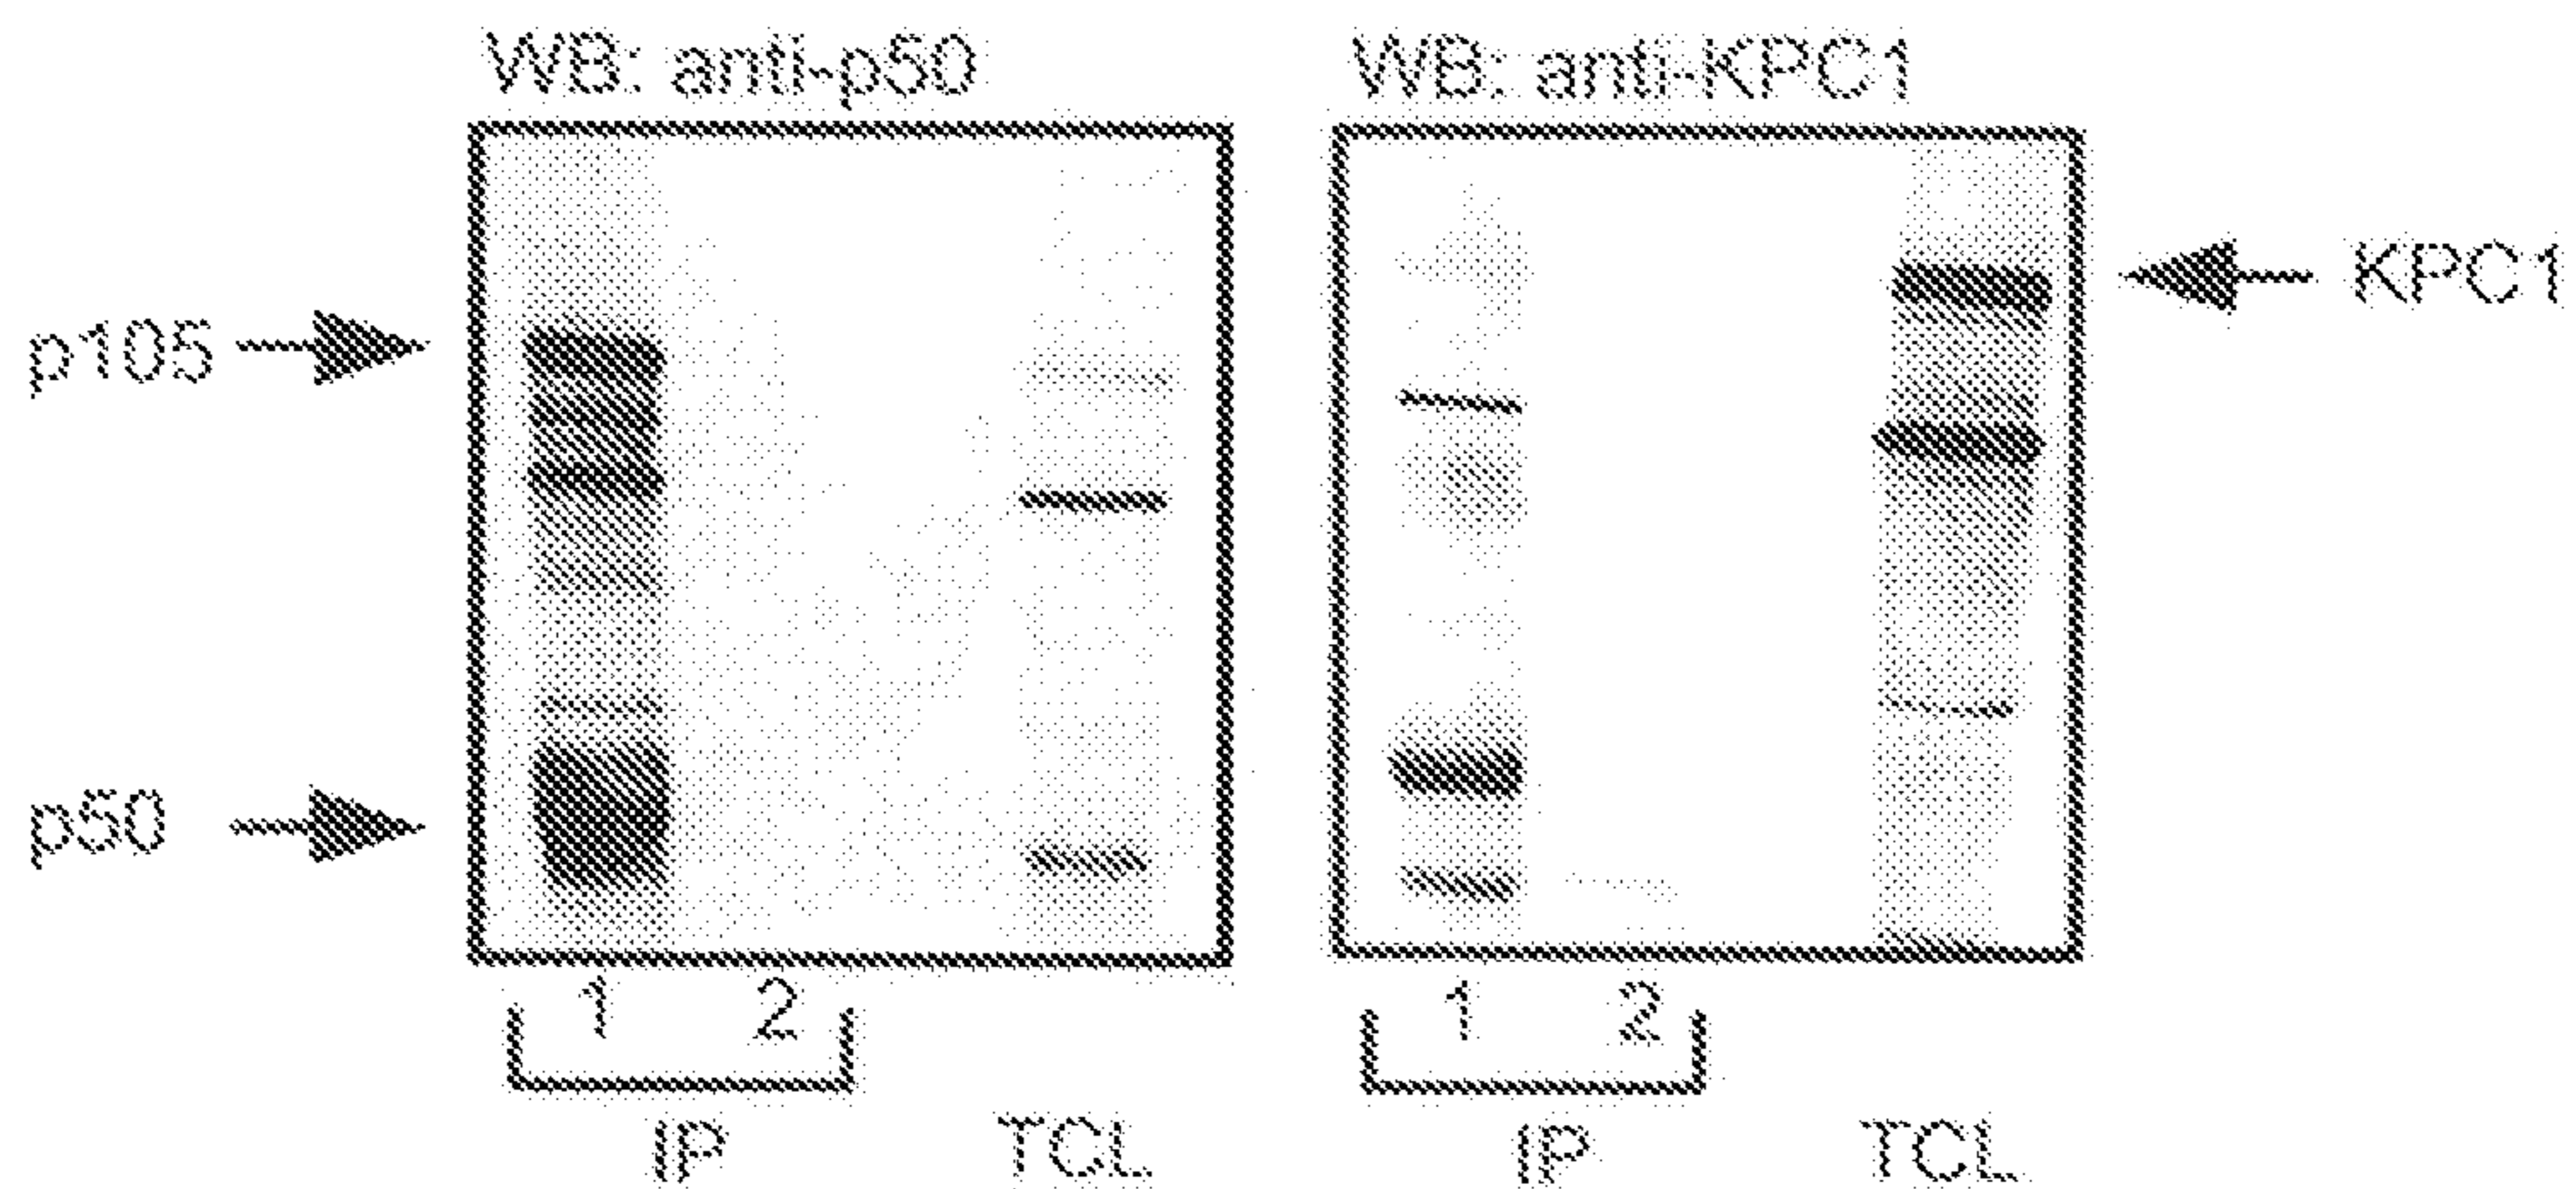 WB: anti-p50
WB: anti-KPC1
p105
KPC1
p50
1 2
1 2
IP TCL
IP TCL